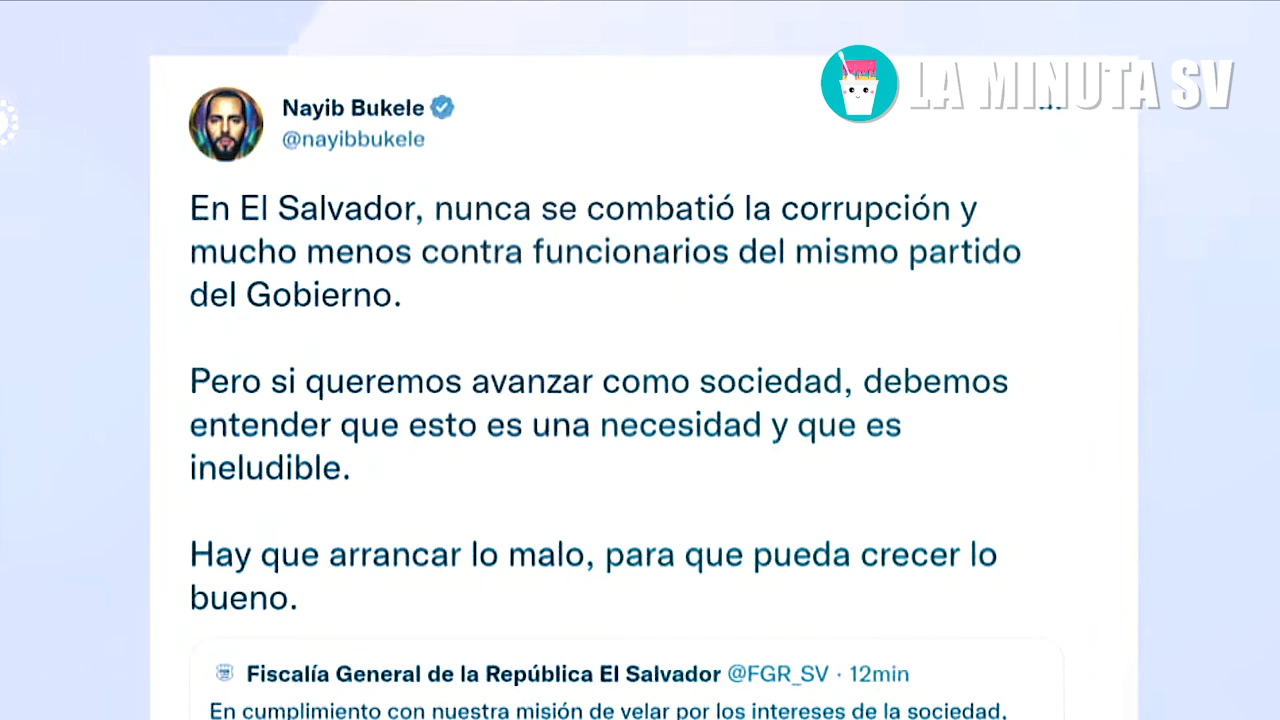 LA MINUTA SV
Nayib Bukele
@nayibbukele
En El Salvador, nunca se combatió la corrupción y
mucho menos contra funcionarios del mismo partido
del Gobierno.
Pero si queremos avanzar como sociedad, debemos
entender que esto es una necesidad y que es
ineludible.
Hay que arrancar lo malo, para que pueda crecer lo
bueno.
Fiscalía General de la República El Salvador @FGR_SV · 12min
En cumplimiento con nuestra misión de velar por los intereses de la sociedad,